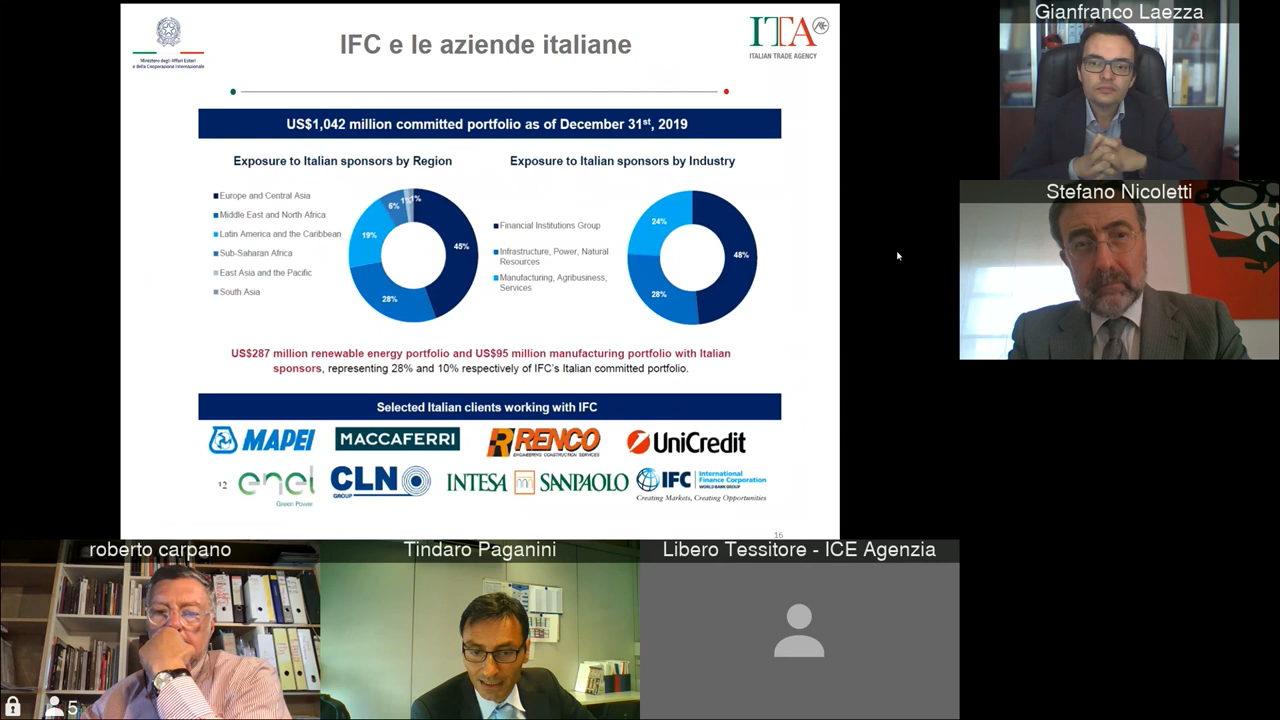 IFC e le aziende italiane
Ministero degli Affari Esteri
e della Cooperazione Internazionale
ITA
ITALIAN TRADE AGENCY
US$1,042 million committed portfolio as of December 31st, 2019
Exposure to Italian sponsors by Region
Europe and Central Asia
Middle East and North Africa
Latin America and the Caribbean
Sub-Saharan Africa
East Asia and the Pacific
South Asia
45%
28%
19%
6%
1%
1%
Exposure to Italian sponsors by Industry
Financial Institutions Group
Infrastructure, Power, Natural
Resources
Manufacturing, Agribusiness,
Services
48%
28%
24%
US$287 million renewable energy portfolio and US$95 million manufacturing portfolio with Italian
sponsors, representing 28% and 10% respectively of IFC's Italian committed portfolio.
Selected Italian clients working with IFC
MAPEI
MACCAFERRI
RENCO
ENGINEERING CONSTRUCTION SERVICES
UniCredit
12
enel
Green Power
CLN
GROUP
INTESA SANPAOLO
IFC International
Finance Corporation
WORLD BANK GROUP
Creating Markets, Creating Opportunities
16
Gianfranco Laezza
Stefano Nicoletti
roberto carpano
Tindaro Paganini
Libero Tessitore - ICE Agenzia
5